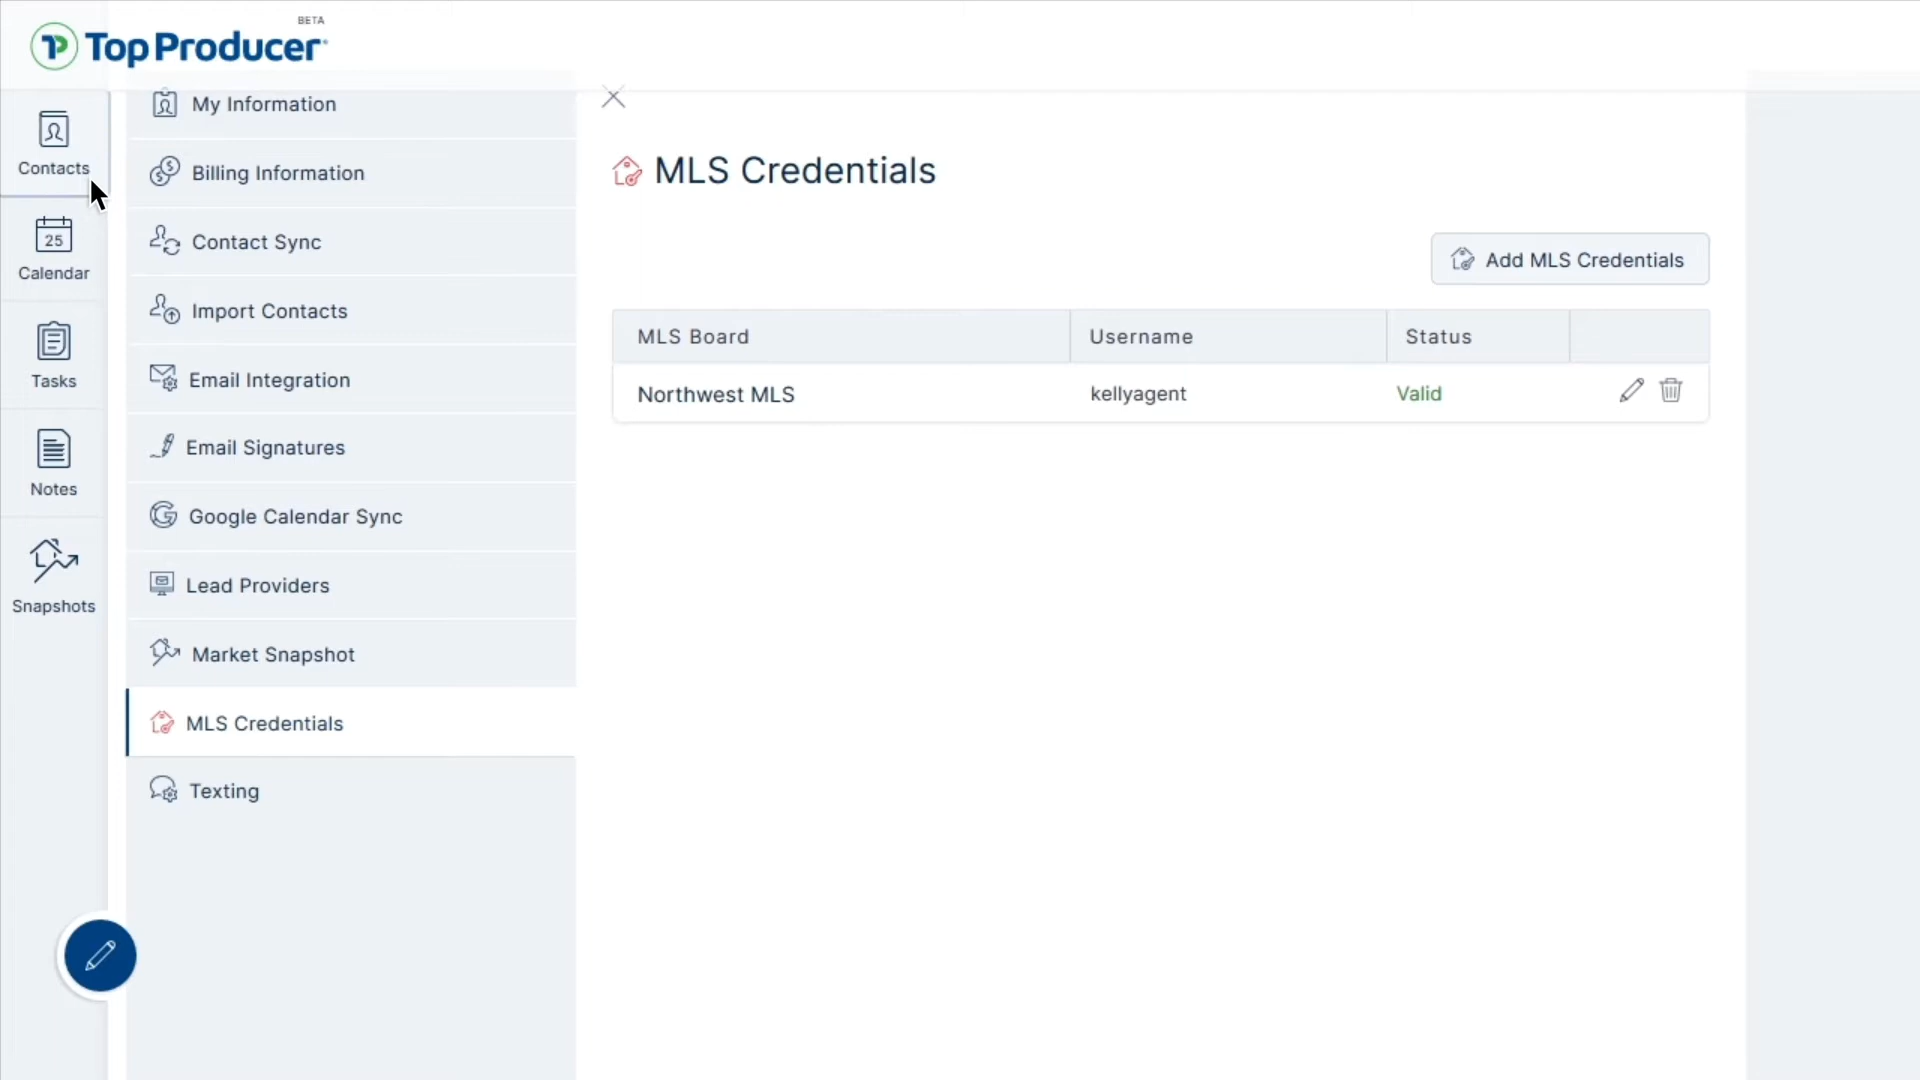 BETA
Top Producer
Contacts
25
Calendar
Tasks
Notes
Snapshots
My Information
Billing Information
Contact Sync
Import Contacts
Email Integration
Email Signatures
Google Calendar Sync
Lead Providers
Market Snapshot
MLS Credentials
Texting
MLS Credentials
Add MLS Credentials
MLS Board Username Status
Northwest MLS kellyagent Valid